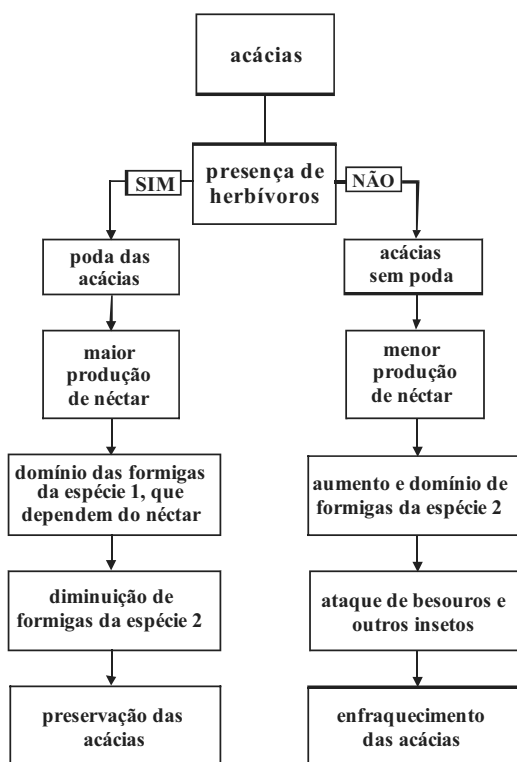 acácias
presença de
herbívoros
SIM
NÃO
poda das
acácias
maior
produção
de néctar
domínio das formigas
da espécie 1, que
dependem do néctar
diminuição de
formigas da espécie 2
preservação das
acácias
acácias
sem poda
menor
produção
de néctar
aumento e domínio de
formigas da espécie 2
ataque de besouros e
outros insetos
enfraquecimento
das acácias